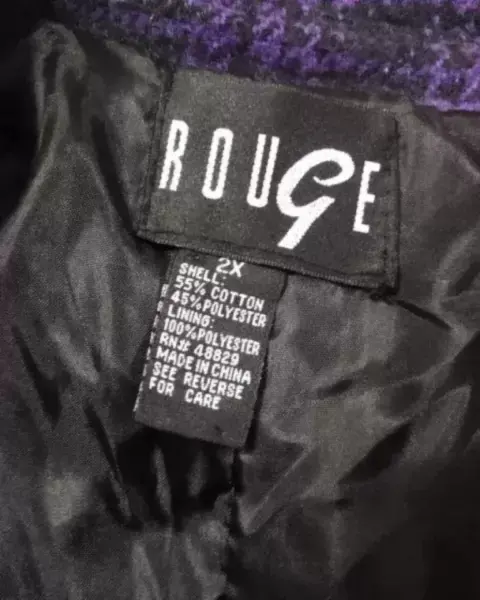 ROUGE
2X
SHELL:
55% COTTON
45% POLYESTER
LINING:
100% POLYESTER
RN# 48829
MADE IN CHINA
SEE REVERSE
FOR CARE